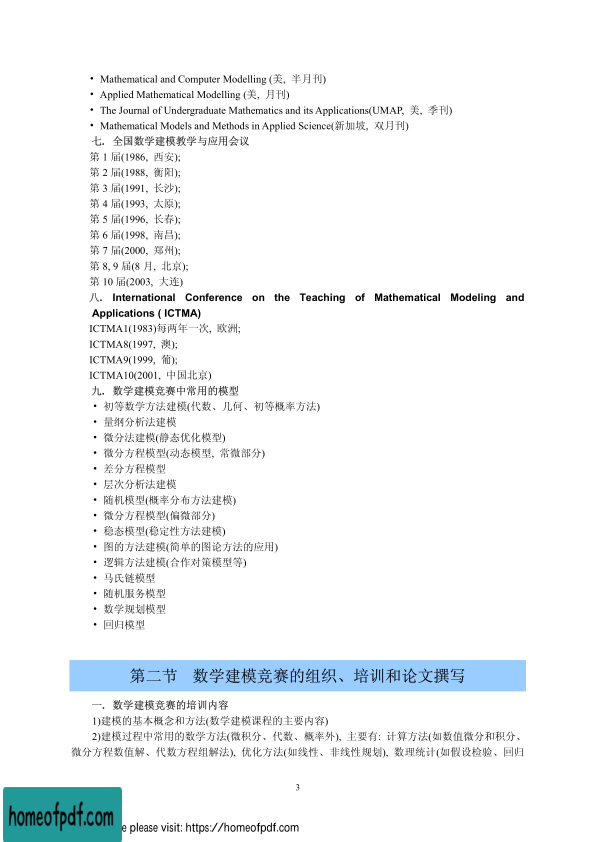 • Mathematical and Computer Modelling (美, 半月刊)
• Applied Mathematical Modelling (美, 月刊)
• The Journal of Undergraduate Mathematics and its Applications(UMAP, 美, 季刊)
• Mathematical Models and Methods in Applied Science(新加坡, 双月刊)
七．全国数学建模教学与应用会议
第 1 届(1986, 西安);
第 2 届(1988, 衡阳);
第 3 届(1991, 长沙);
第 4 届(1993, 太原);
第 5 届(1996, 长春);
第 6 届(1998, 南昌);
第 7 届(2000, 郑州);
第 8, 9 届(8 月, 北京);
第 10 届(2003, 大连)
八．International Conference on the Teaching of Mathematical Modeling and
Applications ( ICTMA)
ICTMA1(1983)每两年一次, 欧洲;
ICTMA8(1997, 澳);
ICTMA9(1999, 葡);
ICTMA10(2001, 中国北京)
九．数学建模竞赛中常用的模型
• 初等数学方法建模(代数、几何、初等概率方法)
• 量纲分析法建模
• 微分法建模(静态优化模型)
• 微分方程模型(动态模型, 常微部分)
• 差分方程模型
• 层次分析法建模
• 随机模型(概率分布方法建模)
• 微分方程模型(偏微部分)
• 稳态模型(稳定性方法建模)
• 图的方法建模(简单的图论方法的应用)
• 逻辑方法建模(合作对策模型等)
• 马氏链模型
• 随机服务模型
• 数学规划模型
• 回归模型
第二节 数学建模竞赛的组织、培训和论文撰写
一．数学建模竞赛的培训内容
1)建模的基本概念和方法(数学建模课程的主要内容)
2)建模过程中常用的数学方法(微积分、代数、概率外), 主要有: 计算方法(如数值微分和积分、
微分方程数值解、代数方程组解法), 优化方法(如线性、非线性规划), 数理统计(如假设检验、回归
3
homeofpdf.com
e please visit: https://homeofpdf.com